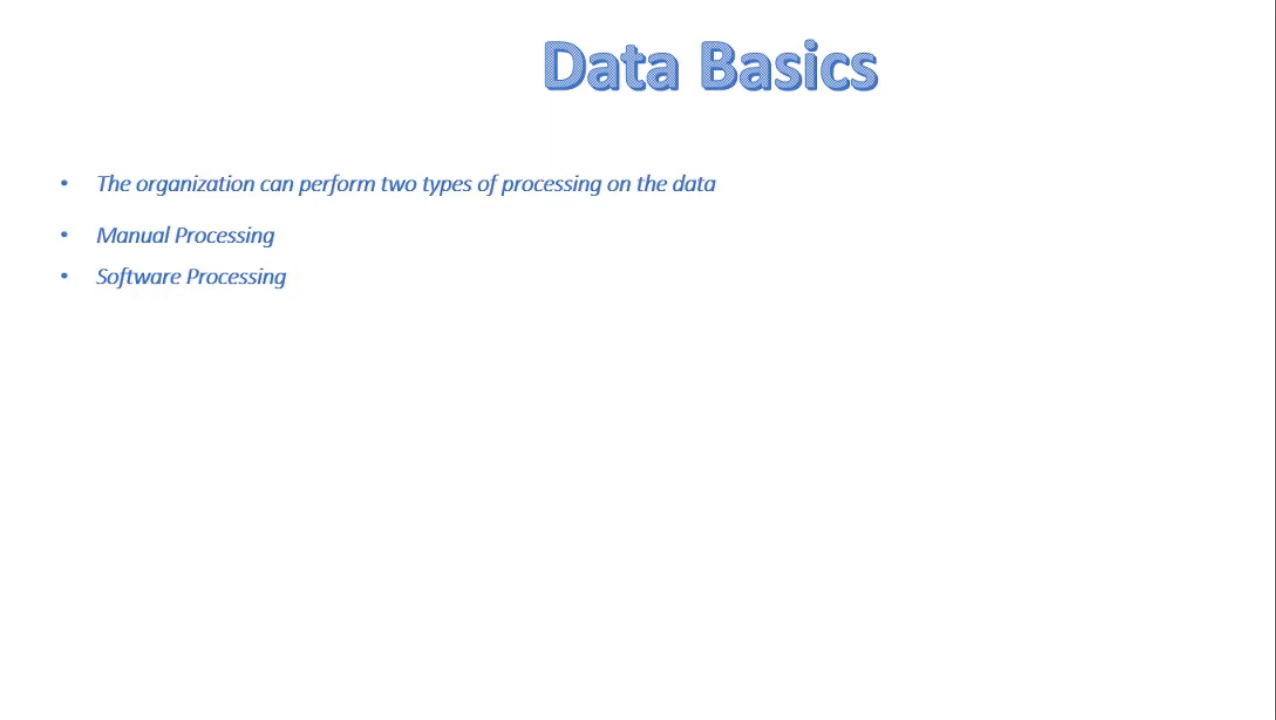 Data Basics
• The organization can perform two types of processing on the data
• Manual Processing
• Software Processing